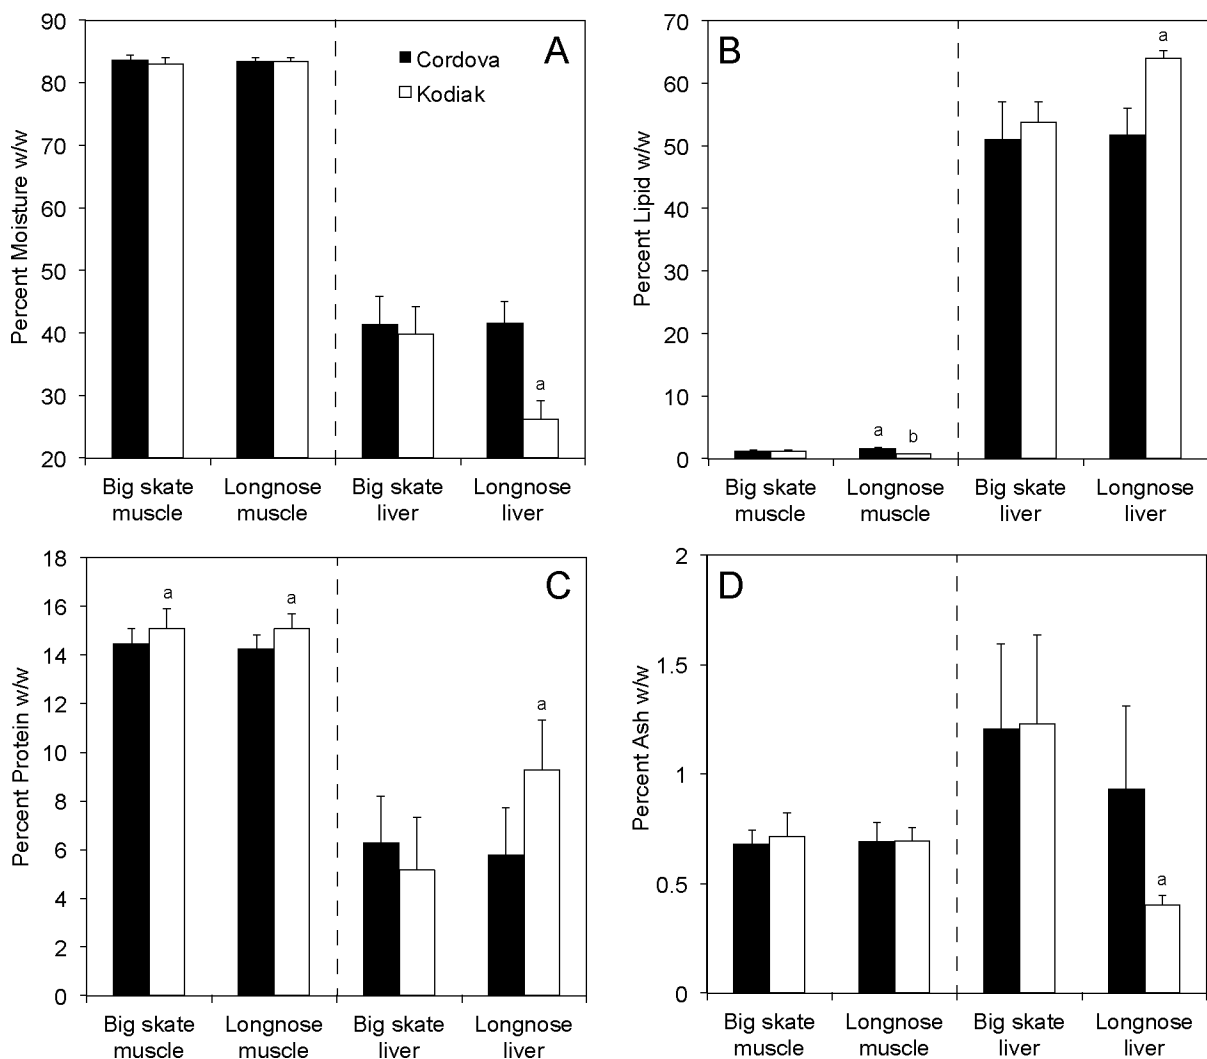 A
Cordova
Kodiak
Percent Moisture w/w
90
80
70
60
50
40
30
20
a
Big skate muscle
Longnose muscle
Big skate liver
Longnose liver
B
Percent Lipid w/w
70
60
50
40
30
20
10
0
a
b
a
Big skate muscle
Longnose muscle
Big skate liver
Longnose liver
C
Percent Protein w/w
18
16
14
12
10
8
6
4
2
0
a
a
a
Big skate muscle
Longnose muscle
Big skate liver
Longnose liver
D
Percent Ash w/w
2
1.5
1
0.5
0
a
Big skate muscle
Longnose muscle
Big skate liver
Longnose liver